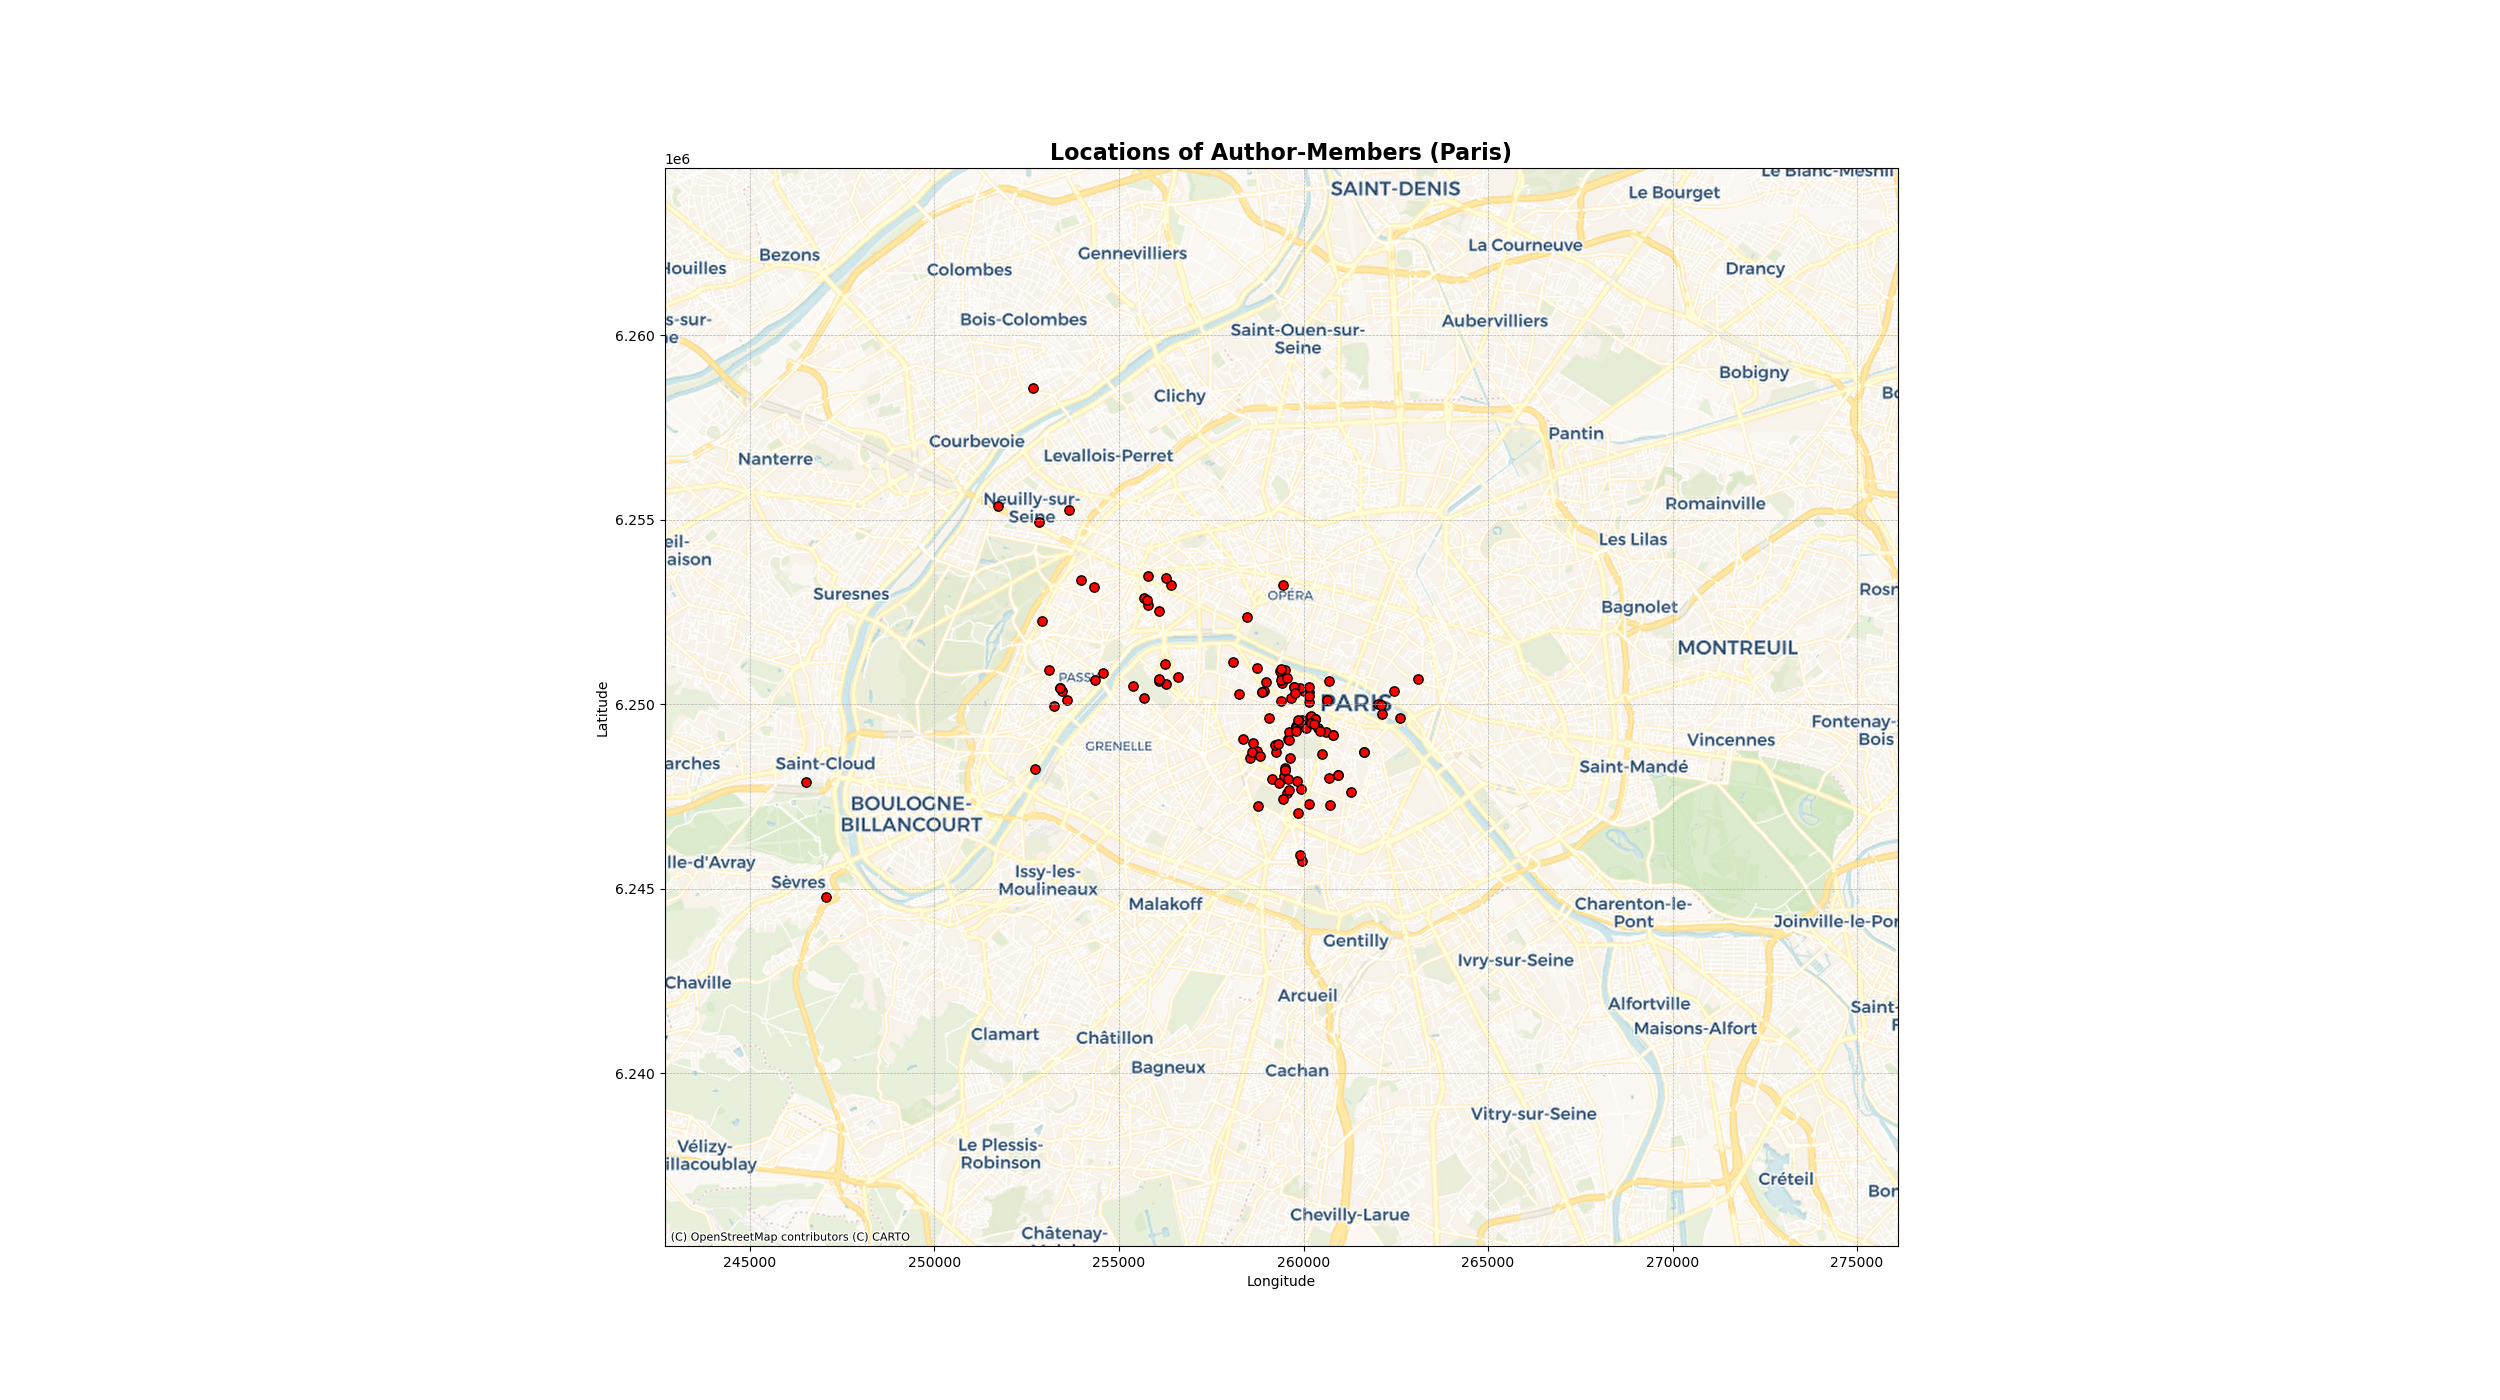 Locations of Author-Members (Paris)
1e6
Le Blanc-Mesnil
SAINT-DENIS
Le Bourget
La Courneuve
Bezons
Gennevilliers
Houilles
Colombes
Drancy
s-sur-
ne
Bois-Colombes
Saint-Ouen-sur-
Seine
Aubervilliers
6.260
Bobigny
Clichy
Bo
Courbevoie
Pantin
Nanterre
Levallois-Perret
Neuilly-sur-
Seine
Romainville
6.255
eil-
aison
Les Lilas
Suresnes
OPÉRA
Rosn
Bagnolet
MONTREUIL
PASSY
6.250
PARIS
Fontenay-s
Bois
GRENELLE
Vincennes
arches
Saint-Cloud
Saint-Mandé
BOULOGNE-
BILLANCOURT
lle-d'Avray
Sèvres
Issy-les-
Moulineaux
6.245
Malakoff
Charenton-le-
Pont
Joinville-le-Pon
Gentilly
Ivry-sur-Seine
Chaville
Arcueil
Alfortville
Saint-
Maisons-Alfort
Clamart
Châtillon
Bagneux
Cachan
6.240
Vitry-sur-Seine
Vélizy-
illacoublay
Le Plessis-
Robinson
Créteil
Bon
Chevilly-Larue
Châtenay-
(C) OpenStreetMap contributors (C) CARTO
245000
250000
255000
260000
265000
270000
275000
Longitude
Latitude